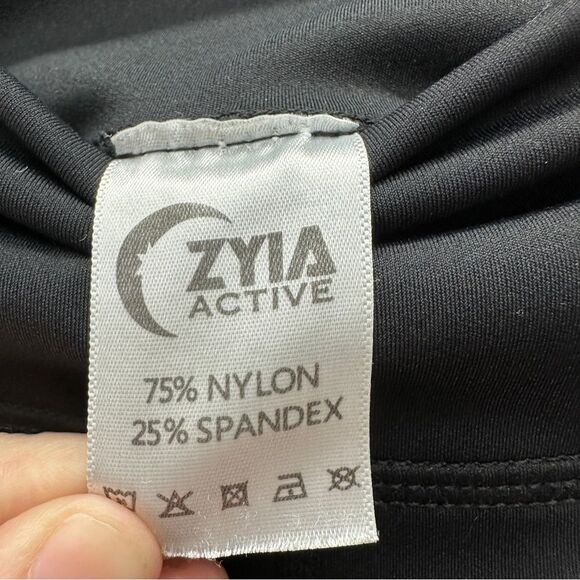 ZYIA
ACTIVE
75% NYLON
25% SPANDEX